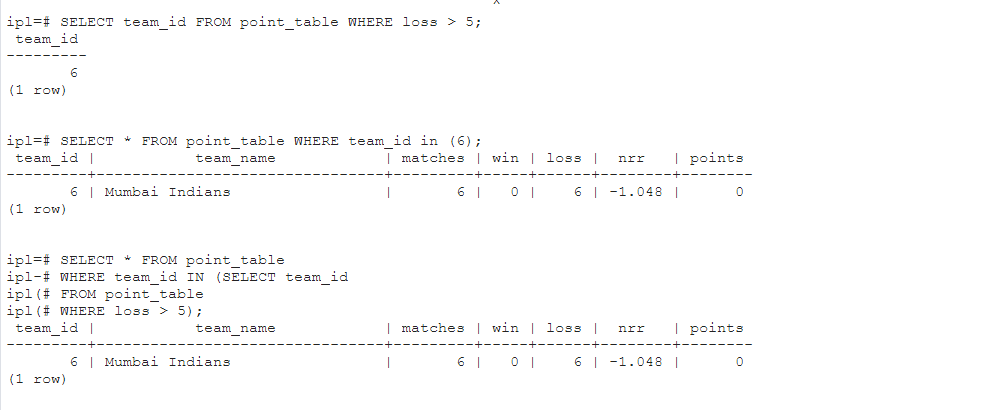 ipl=# SELECT team_id FROM point_table WHERE loss > 5;
 team_id
---------
       6
(1 row)
ipl=# SELECT * FROM point_table WHERE team_id in (6);
 team_id |           team_name            | matches | win | loss |  nrr   | points
---------+--------------------------------+---------+-----+------+--------+--------
       6 | Mumbai Indians                 |       6 |   0 |    6 | -1.048 |      0
(1 row)
ipl=# SELECT * FROM point_table
ipl-# WHERE team_id IN (SELECT team_id
ipl(# FROM point_table
ipl(# WHERE loss > 5);
 team_id |           team_name            | matches | win | loss |  nrr   | points
---------+--------------------------------+---------+-----+------+--------+--------
       6 | Mumbai Indians                 |       6 |   0 |    6 | -1.048 |      0
(1 row)